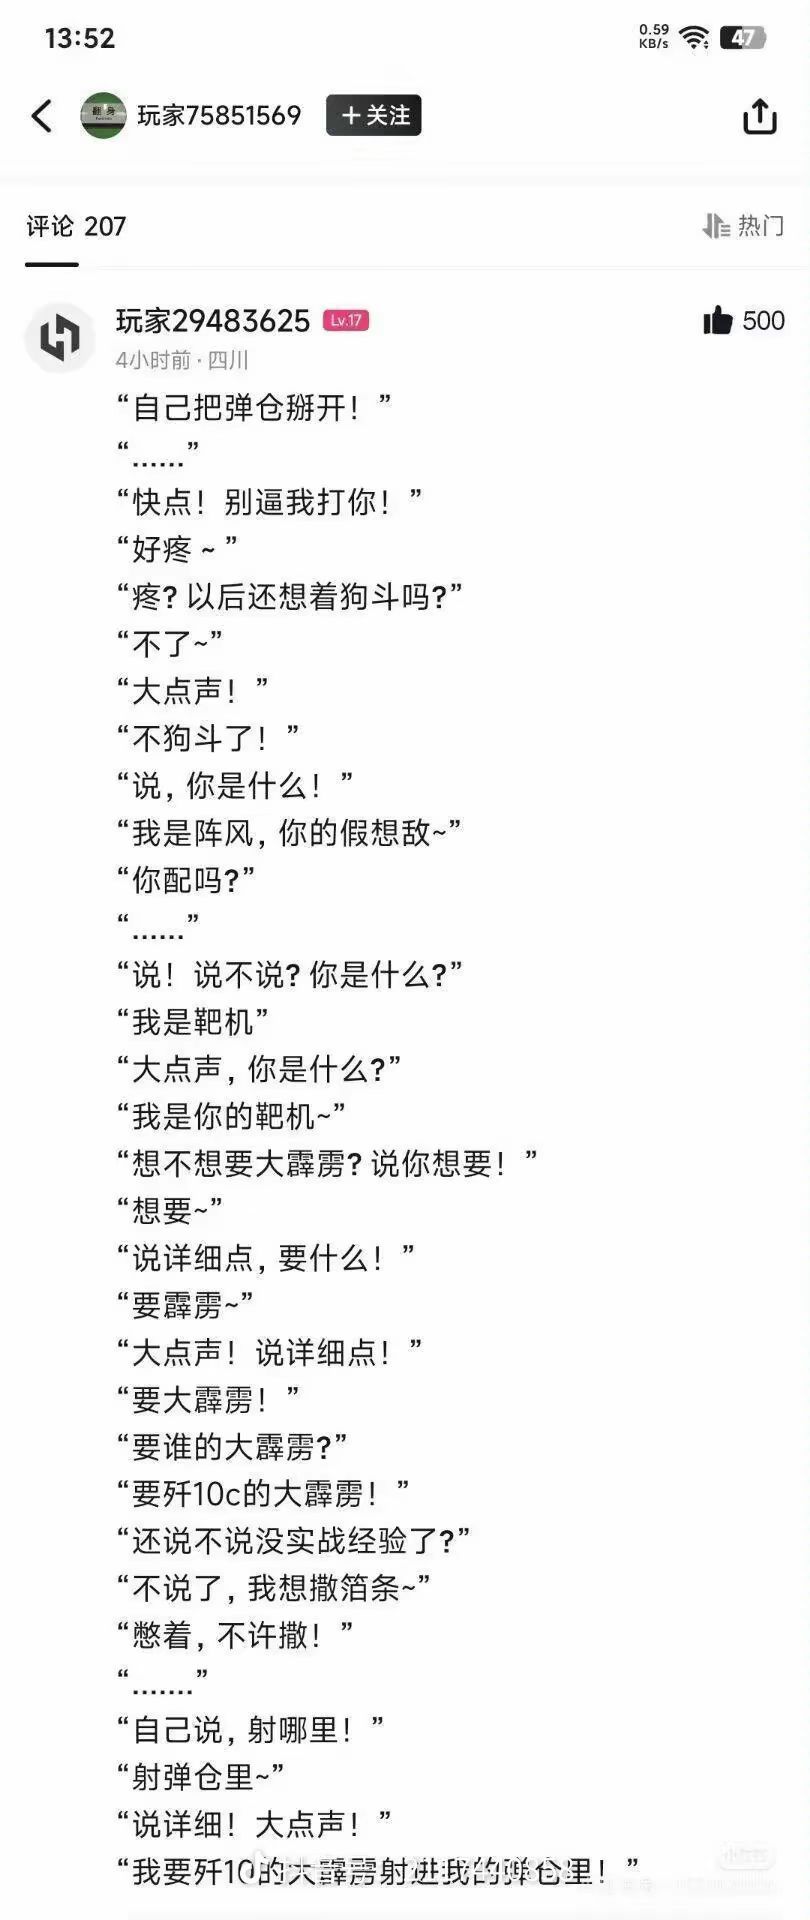 13:52
0.59
KB/s
47
翻身
玩家75851569
＋关注
评论 207
热门
玩家29483625
Lv.17
500
4小时前 · 四川
“自己把弹仓掰开！”
“……”
“快点！别逼我打你！”
“好疼 ~ ”
“疼? 以后还想着狗斗吗?”
“不了~”
“大点声！”
“不狗斗了！”
“说，你是什么！”
“我是阵风，你的假想敌~”
“你配吗?”
“……”
“说！说不说? 你是什么?”
“我是靶机”
“大点声，你是什么?”
“我是你的靶机~”
“想不想要大霹雳? 说你想要！”
“想要~”
“说详细点，要什么！”
“要霹雳~”
“大点声！说详细点！”
“要大霹雳！”
“要谁的大霹雳?”
“要歼10c的大霹雳！”
“还说不说没实战经验了?”
“不说了，我想撒箔条~”
“憋着，不许撒！”
“.......”
“自己说，射哪里！”
“射弹仓里~”
“说详细！大点声！”
“我要歼10的大霹雳射进我的弹仓里！”
小红书